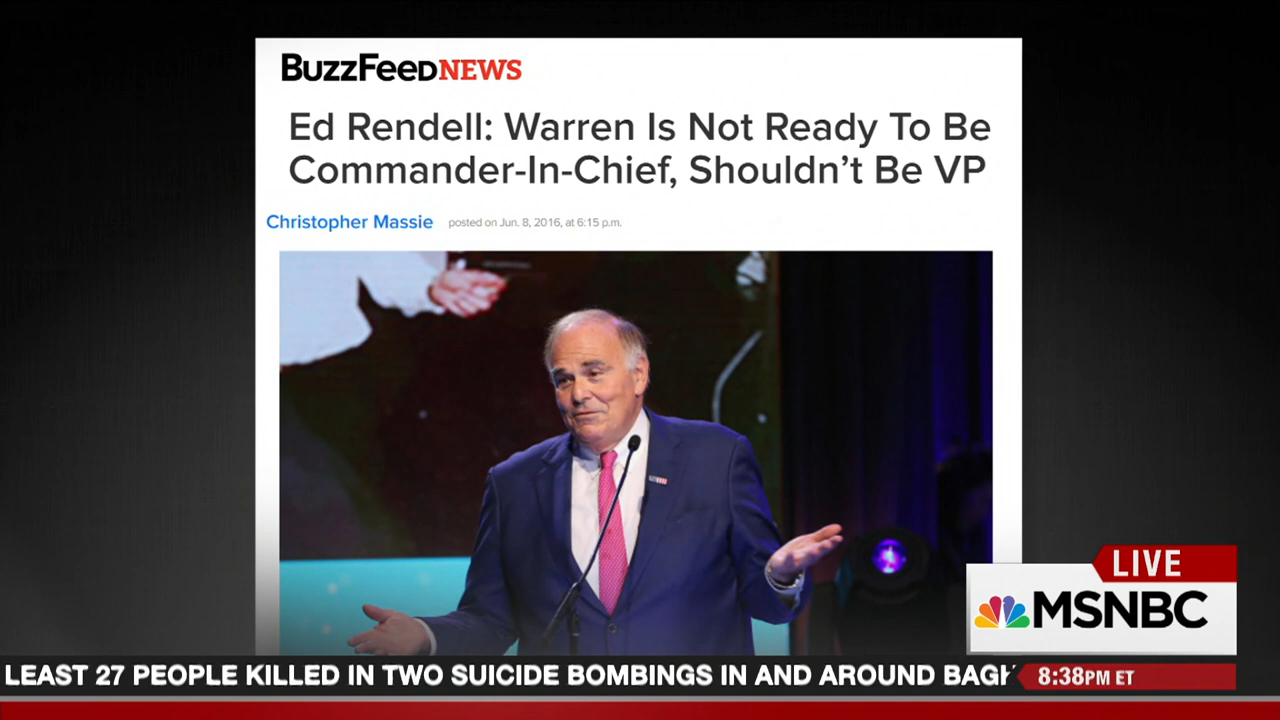 BuzzFeedNEWS
Ed Rendell: Warren Is Not Ready To Be
Commander-In-Chief, Shouldn't Be VP
Christopher Massie posted on Jun. 8, 2016, at 6:15 p.m.
LIVE
MSNBC
LEAST 27 PEOPLE KILLED IN TWO SUICIDE BOMBINGS IN AND AROUND
8:38PM ET